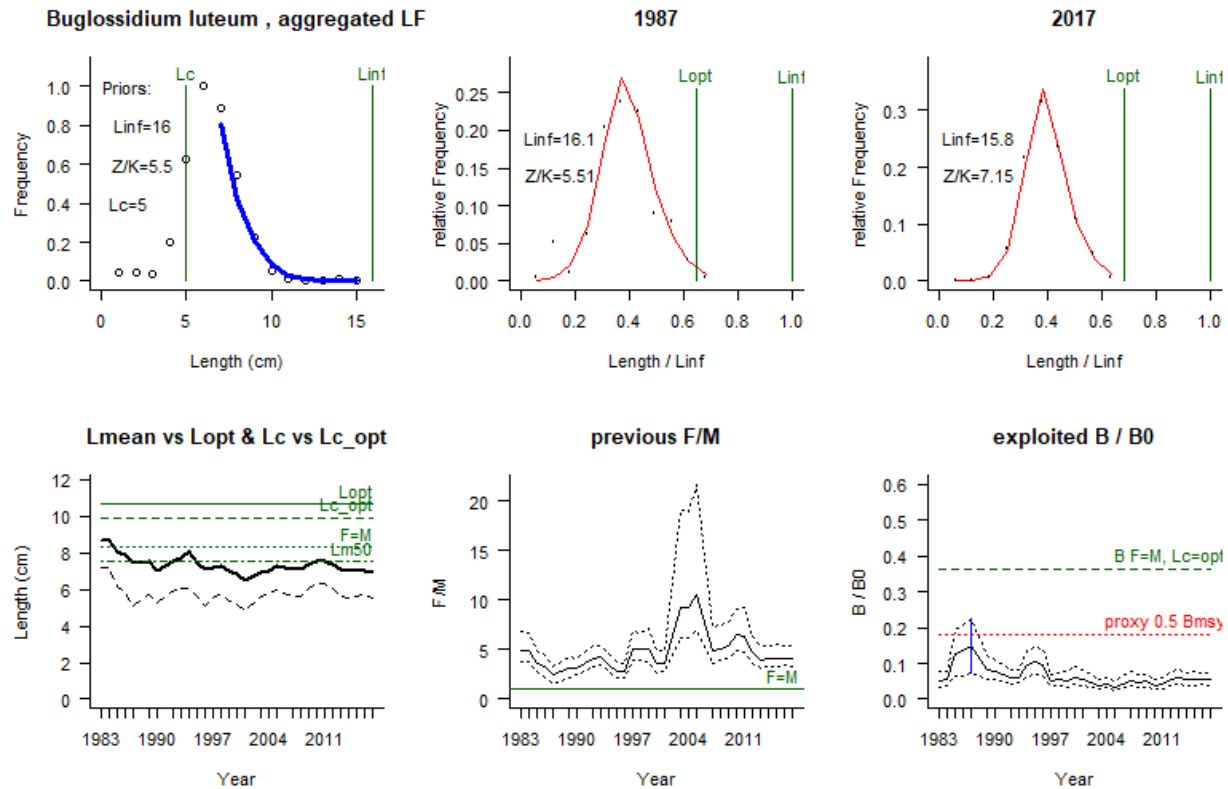 Buglossidium luteum , aggregated LF
Lc
Linf
Priors:
Linf=16
Z/K=5.5
Lc=5
Frequency
0.0
0.2
0.4
0.6
0.8
1.0
0
5
10
15
Length (cm)
1987
Lopt
Linf
Linf=16.1
Z/K=5.51
relative Frequency
0.00
0.05
0.10
0.15
0.20
0.25
0.0
0.2
0.4
0.6
0.8
1.0
Length / Linf
2017
Lopt
Linf
Linf=15.8
Z/K=7.15
relative Frequency
0.0
0.1
0.2
0.3
0.0
0.2
0.4
0.6
0.8
1.0
Length / Linf
Lmean vs Lopt & Lc vs Lc_opt
Lopt
Lc_opt
F=M
Lm50
Length (cm)
0
2
4
6
8
10
12
1983
1990
1997
2004
2011
Year
previous F/M
F=M
F/M
0
5
10
15
20
1983
1990
1997
2004
2011
Year
exploited B / B0
B F=M, Lc=opt
proxy 0.5 Bmsy
B / B0
0.0
0.1
0.2
0.3
0.4
0.5
0.6
1983
1990
1997
2004
2011
Year